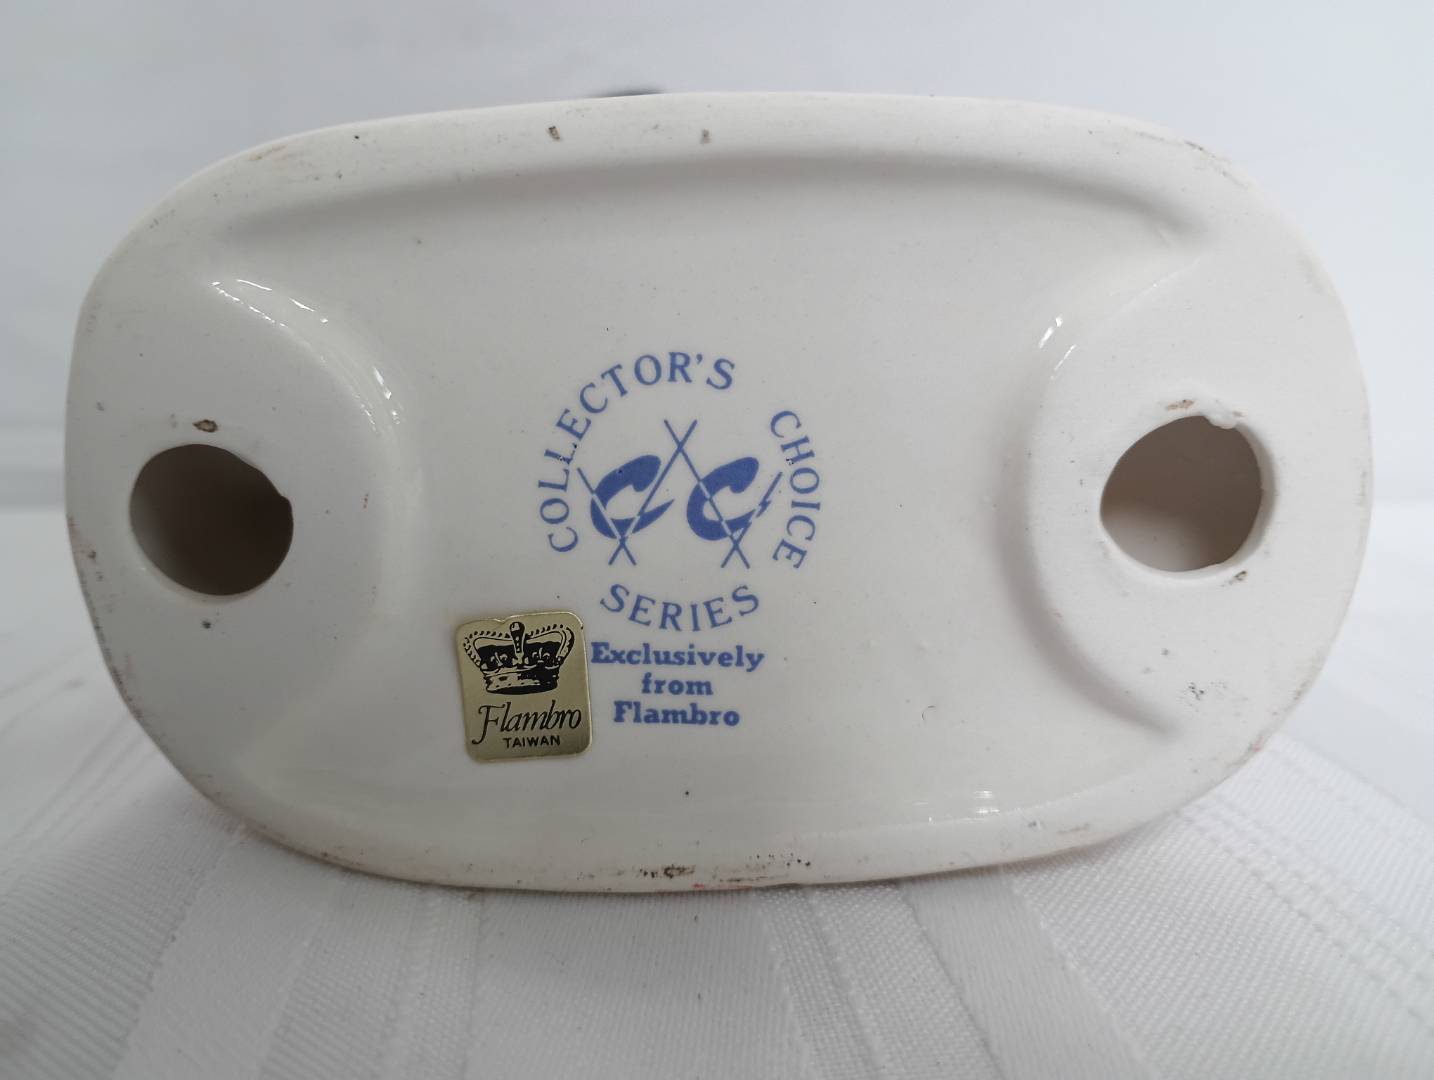 COLLECTOR'S CHOICE
CC
SERIES
Exclusively
from
Flambro
Flambro
TAIWAN